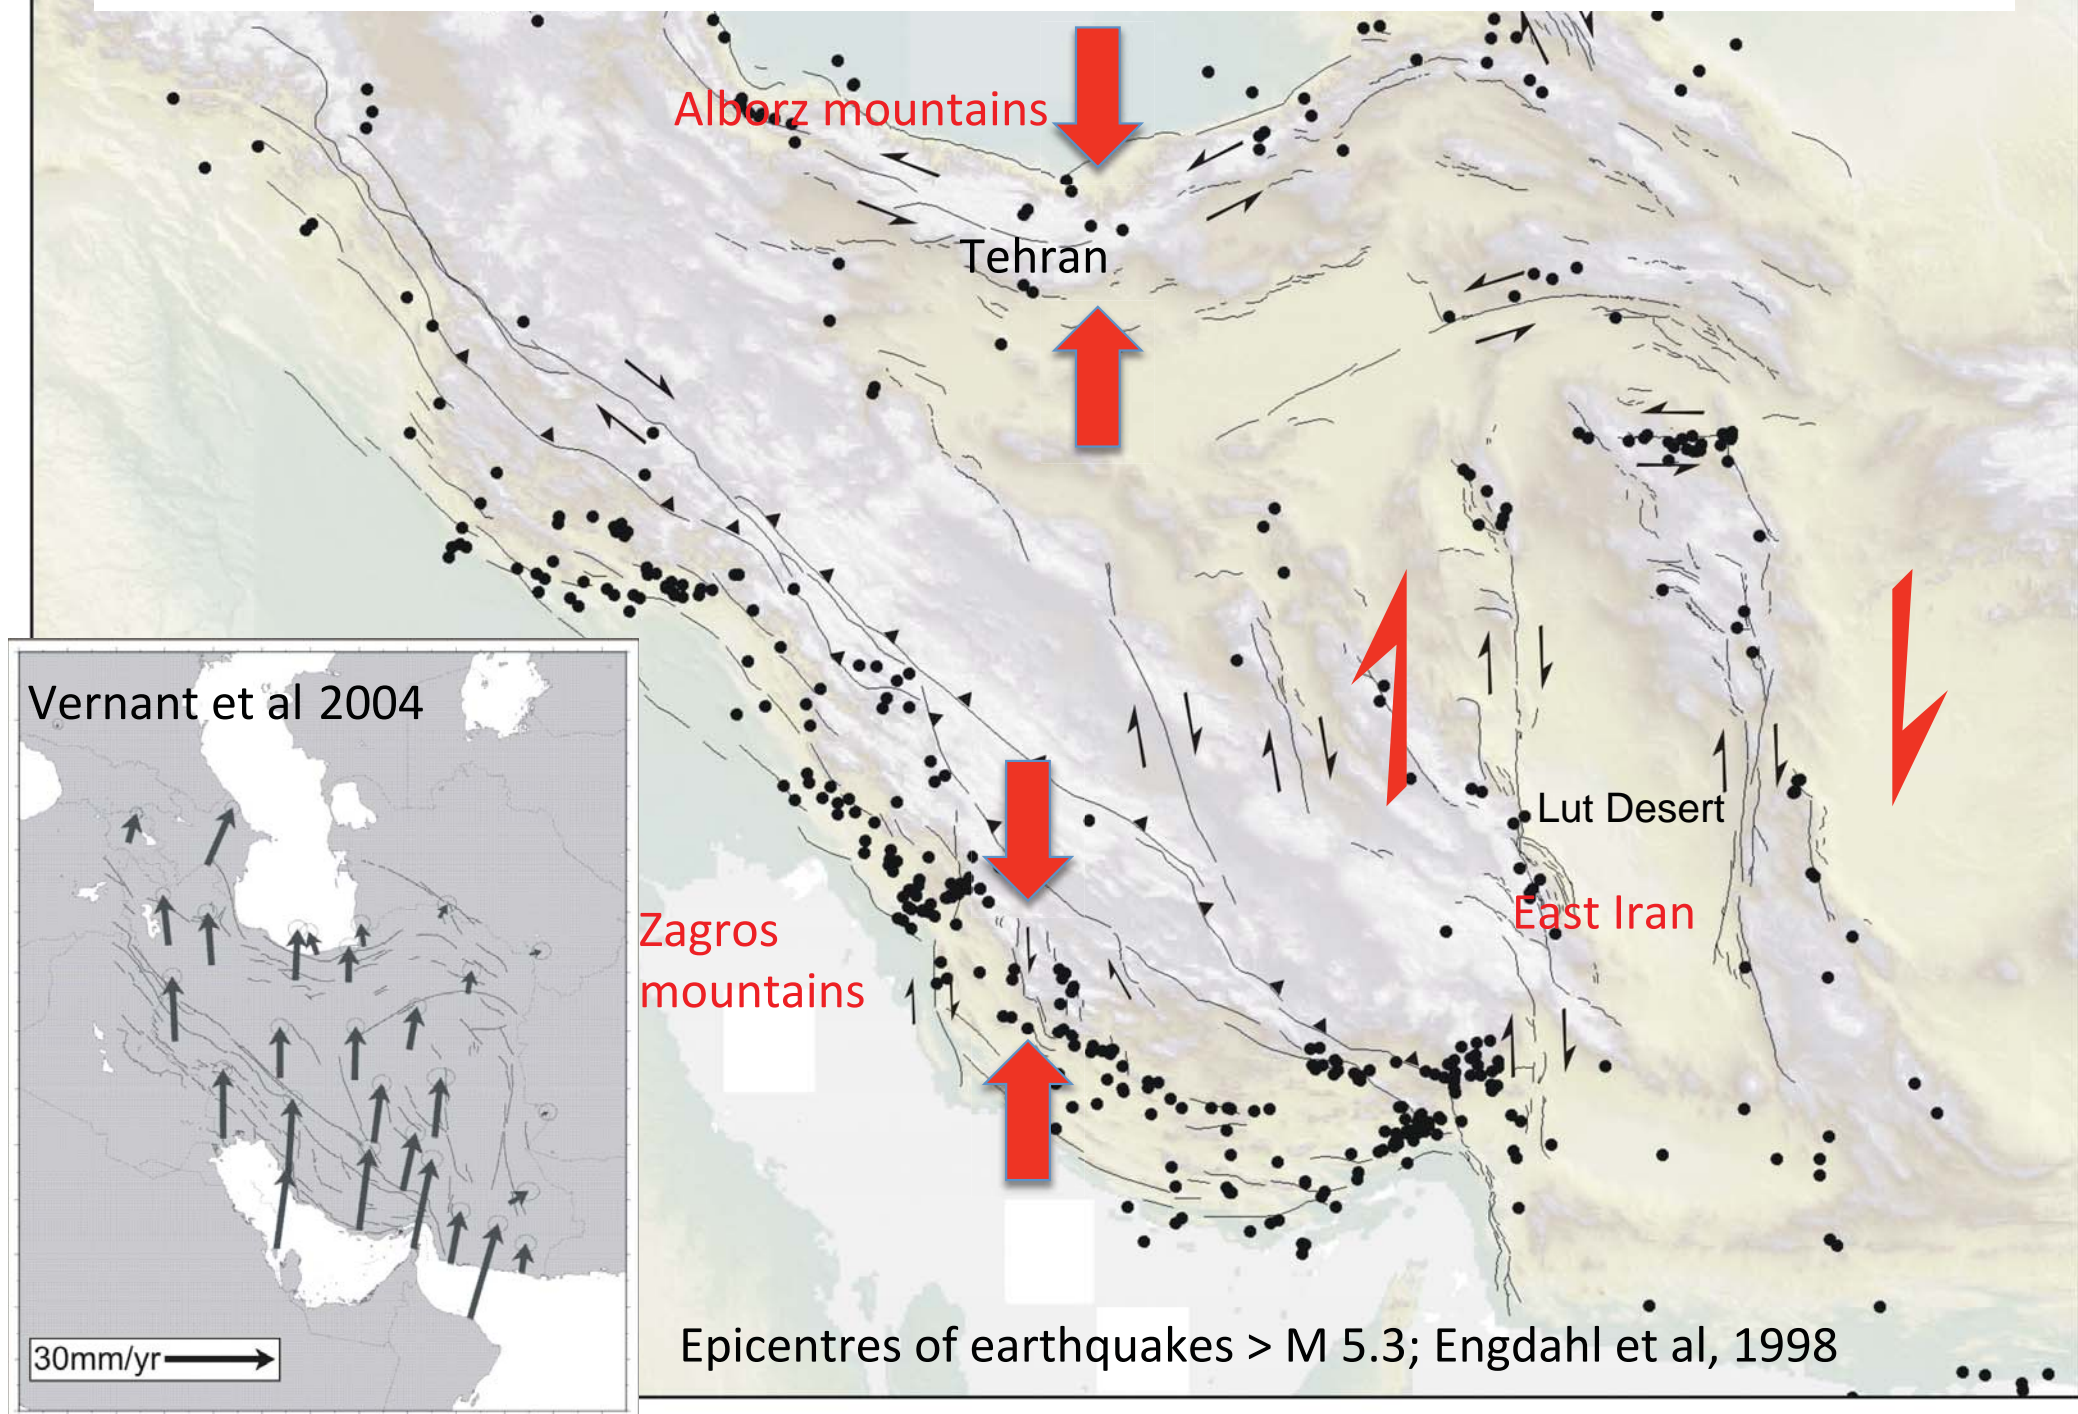 Alborz mountains
Tehran
Vernant et al 2004
Lut Desert
East Iran
Zagros
mountains
30mm/yr
Epicentres of earthquakes > M 5.3; Engdahl et al, 1998